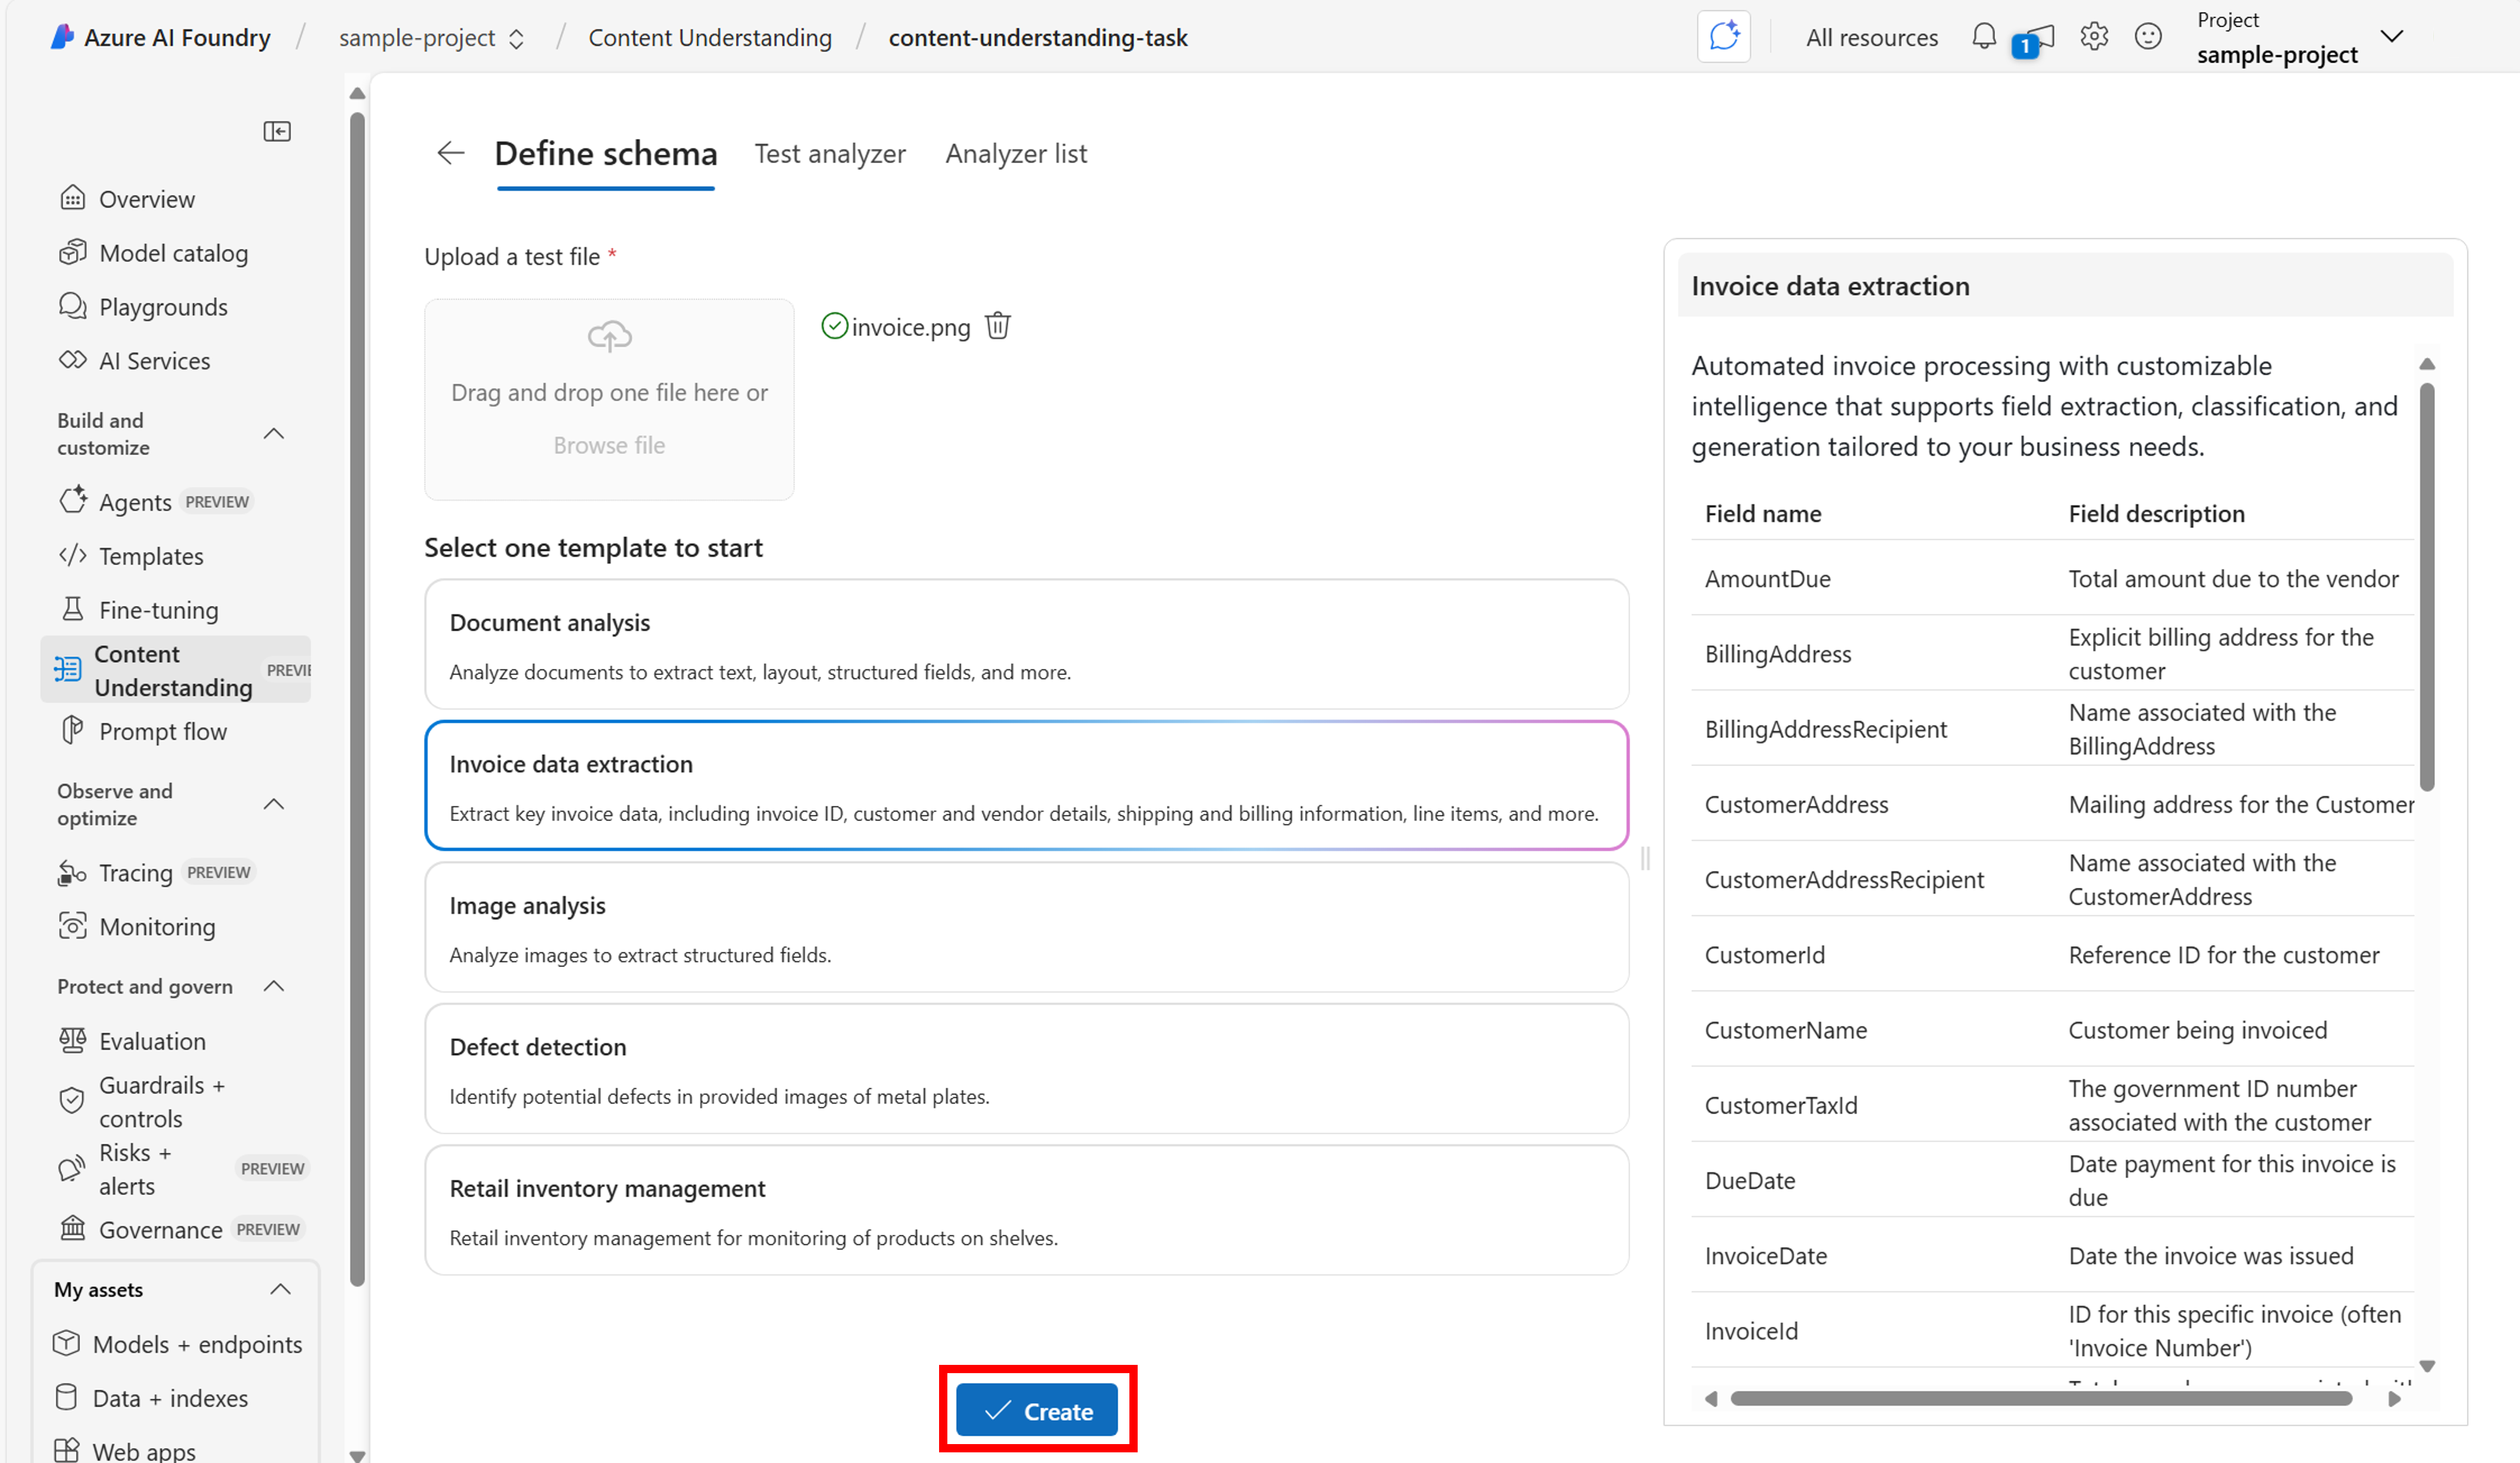 Azure AI Foundry / sample-project / Content Understanding / content-understanding-task
All resources
1
Project
sample-project
Overview
Model catalog
Playgrounds
AI Services
Build and
customize
Agents PREVIEW
Templates
Fine-tuning
Content
Understanding
PREVIE
Prompt flow
Observe and
optimize
Tracing PREVIEW
Monitoring
Protect and govern
Evaluation
Guardrails +
controls
Risks +
alerts
PREVIEW
Governance PREVIEW
My assets
Models + endpoints
Data + indexes
Web apps
Define schema Test analyzer Analyzer list
Upload a test file *
Drag and drop one file here or
Browse file
invoice.png
Select one template to start
Document analysis
Analyze documents to extract text, layout, structured fields, and more.
Invoice data extraction
Extract key invoice data, including invoice ID, customer and vendor details, shipping and billing information, line items, and more.
Image analysis
Analyze images to extract structured fields.
Defect detection
Identify potential defects in provided images of metal plates.
Retail inventory management
Retail inventory management for monitoring of products on shelves.
Create
Invoice data extraction
Automated invoice processing with customizable
intelligence that supports field extraction, classification, and
generation tailored to your business needs.
Field name Field description
AmountDue Total amount due to the vendor
BillingAddress Explicit billing address for the
customer
BillingAddressRecipient Name associated with the
BillingAddress
CustomerAddress Mailing address for the Customer
CustomerAddressRecipient Name associated with the
CustomerAddress
CustomerId Reference ID for the customer
CustomerName Customer being invoiced
CustomerTaxId The government ID number
associated with the customer
DueDate Date payment for this invoice is
due
InvoiceDate Date the invoice was issued
InvoiceId ID for this specific invoice (often
'Invoice Number')